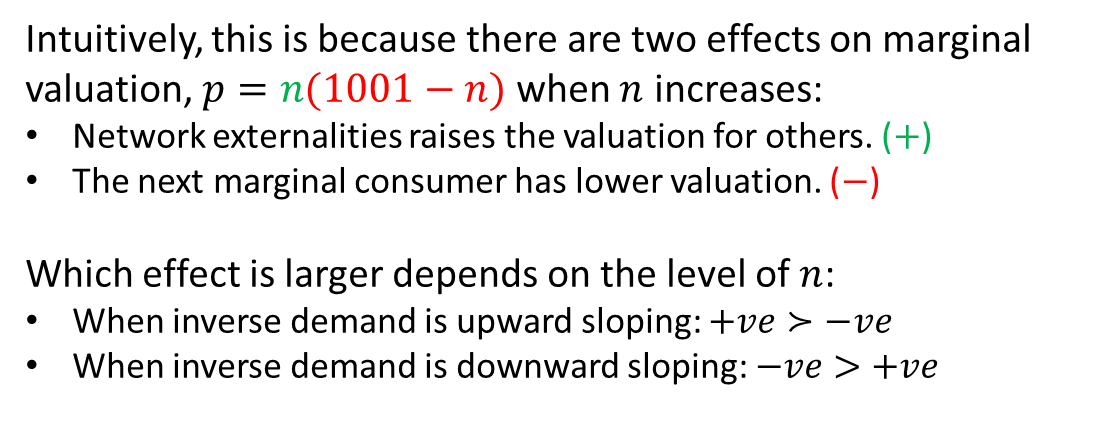 Intuitively, this is because there are two effects on marginal
valuation, p = n(1001 − n) when n increases:
• Network externalities raises the valuation for others. (+)
• The next marginal consumer has lower valuation. (−)
Which effect is larger depends on the level of n:
• When inverse demand is upward sloping: +ve ≻ −ve
• When inverse demand is downward sloping: −ve > +ve